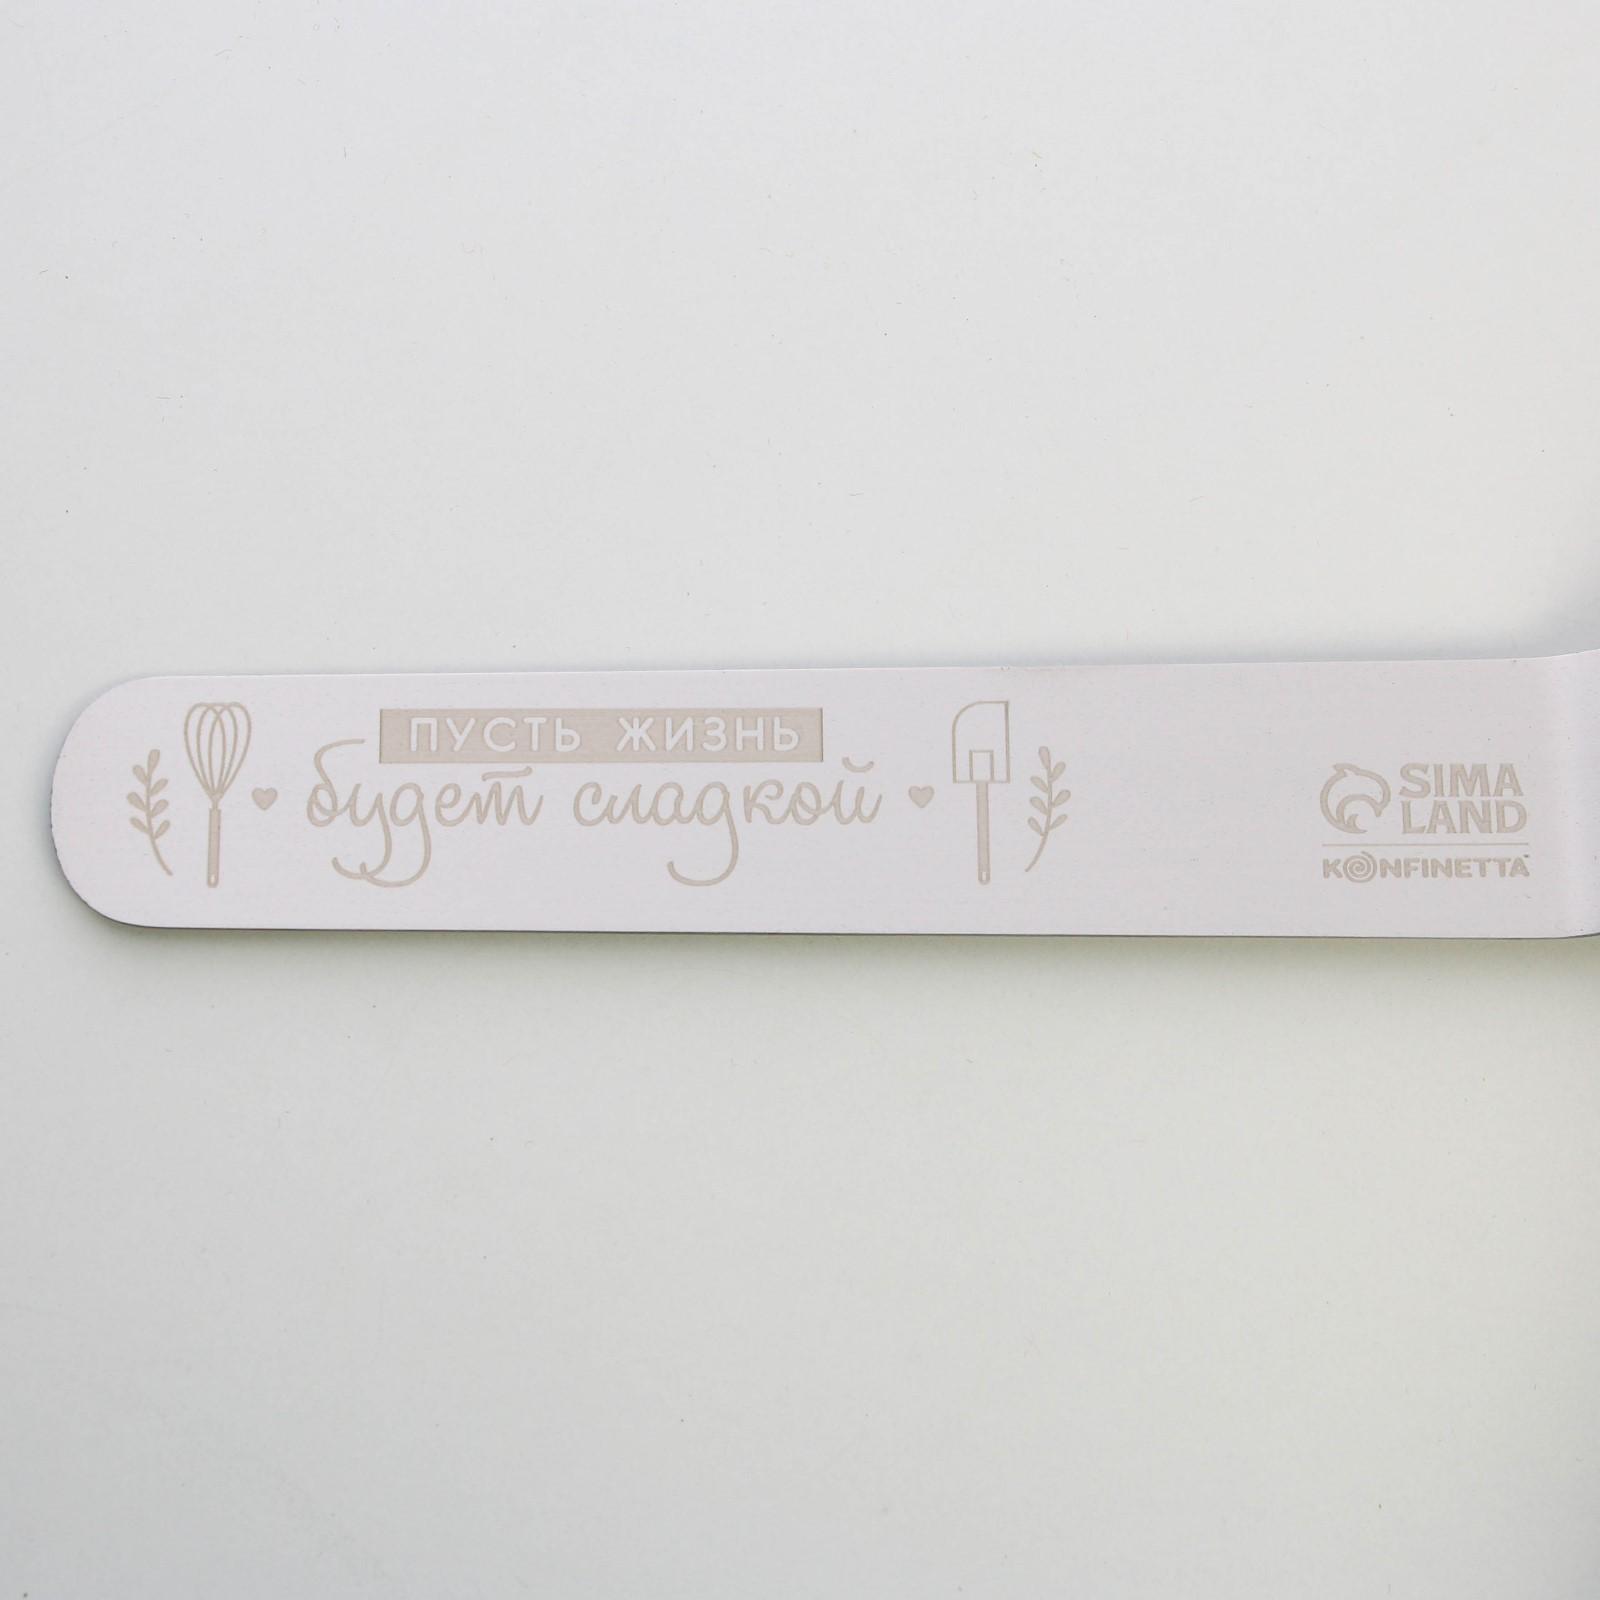 ПУСТЬ ЖИЗНЬ
будет сладкой
SIMA
LAND
KONFINETTA